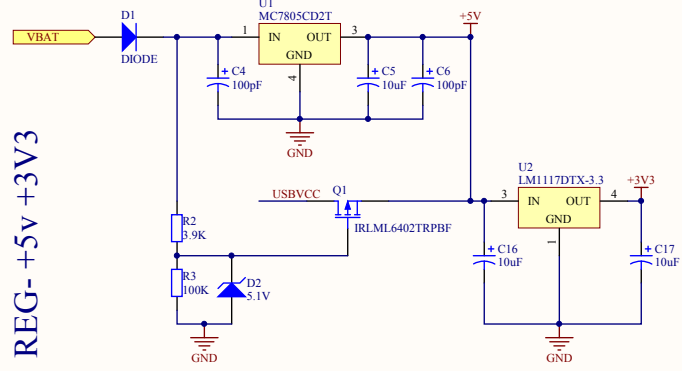 D1
VBAT
DIODE
U1
MC7805CD2T
1
IN
OUT
3
GND
4
+5V
C4
100pF
C5
10uF
C6
100pF
GND
REG- +5v +3V3
USBVCC
Q1
IRLML6402TRPBF
R2
3.9K
R3
100K
D2
5.1V
GND
U2
LM1117DTX-3.3
3
IN
OUT
4
GND
1
+3V3
C16
10uF
C17
10uF
GND